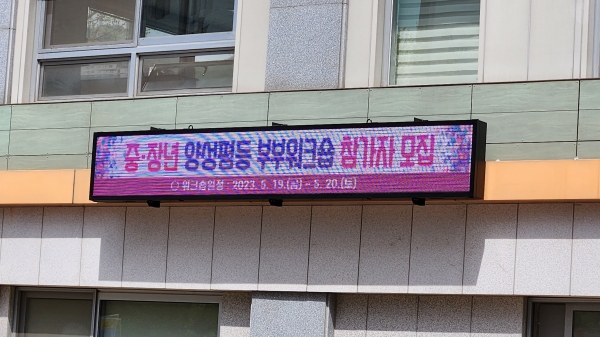 중·장년 양성평등 부부워크숍 참가자 모집
○ 워크숍일정 : 2023. 5. 19.(금) ~ 5. 20.(토)